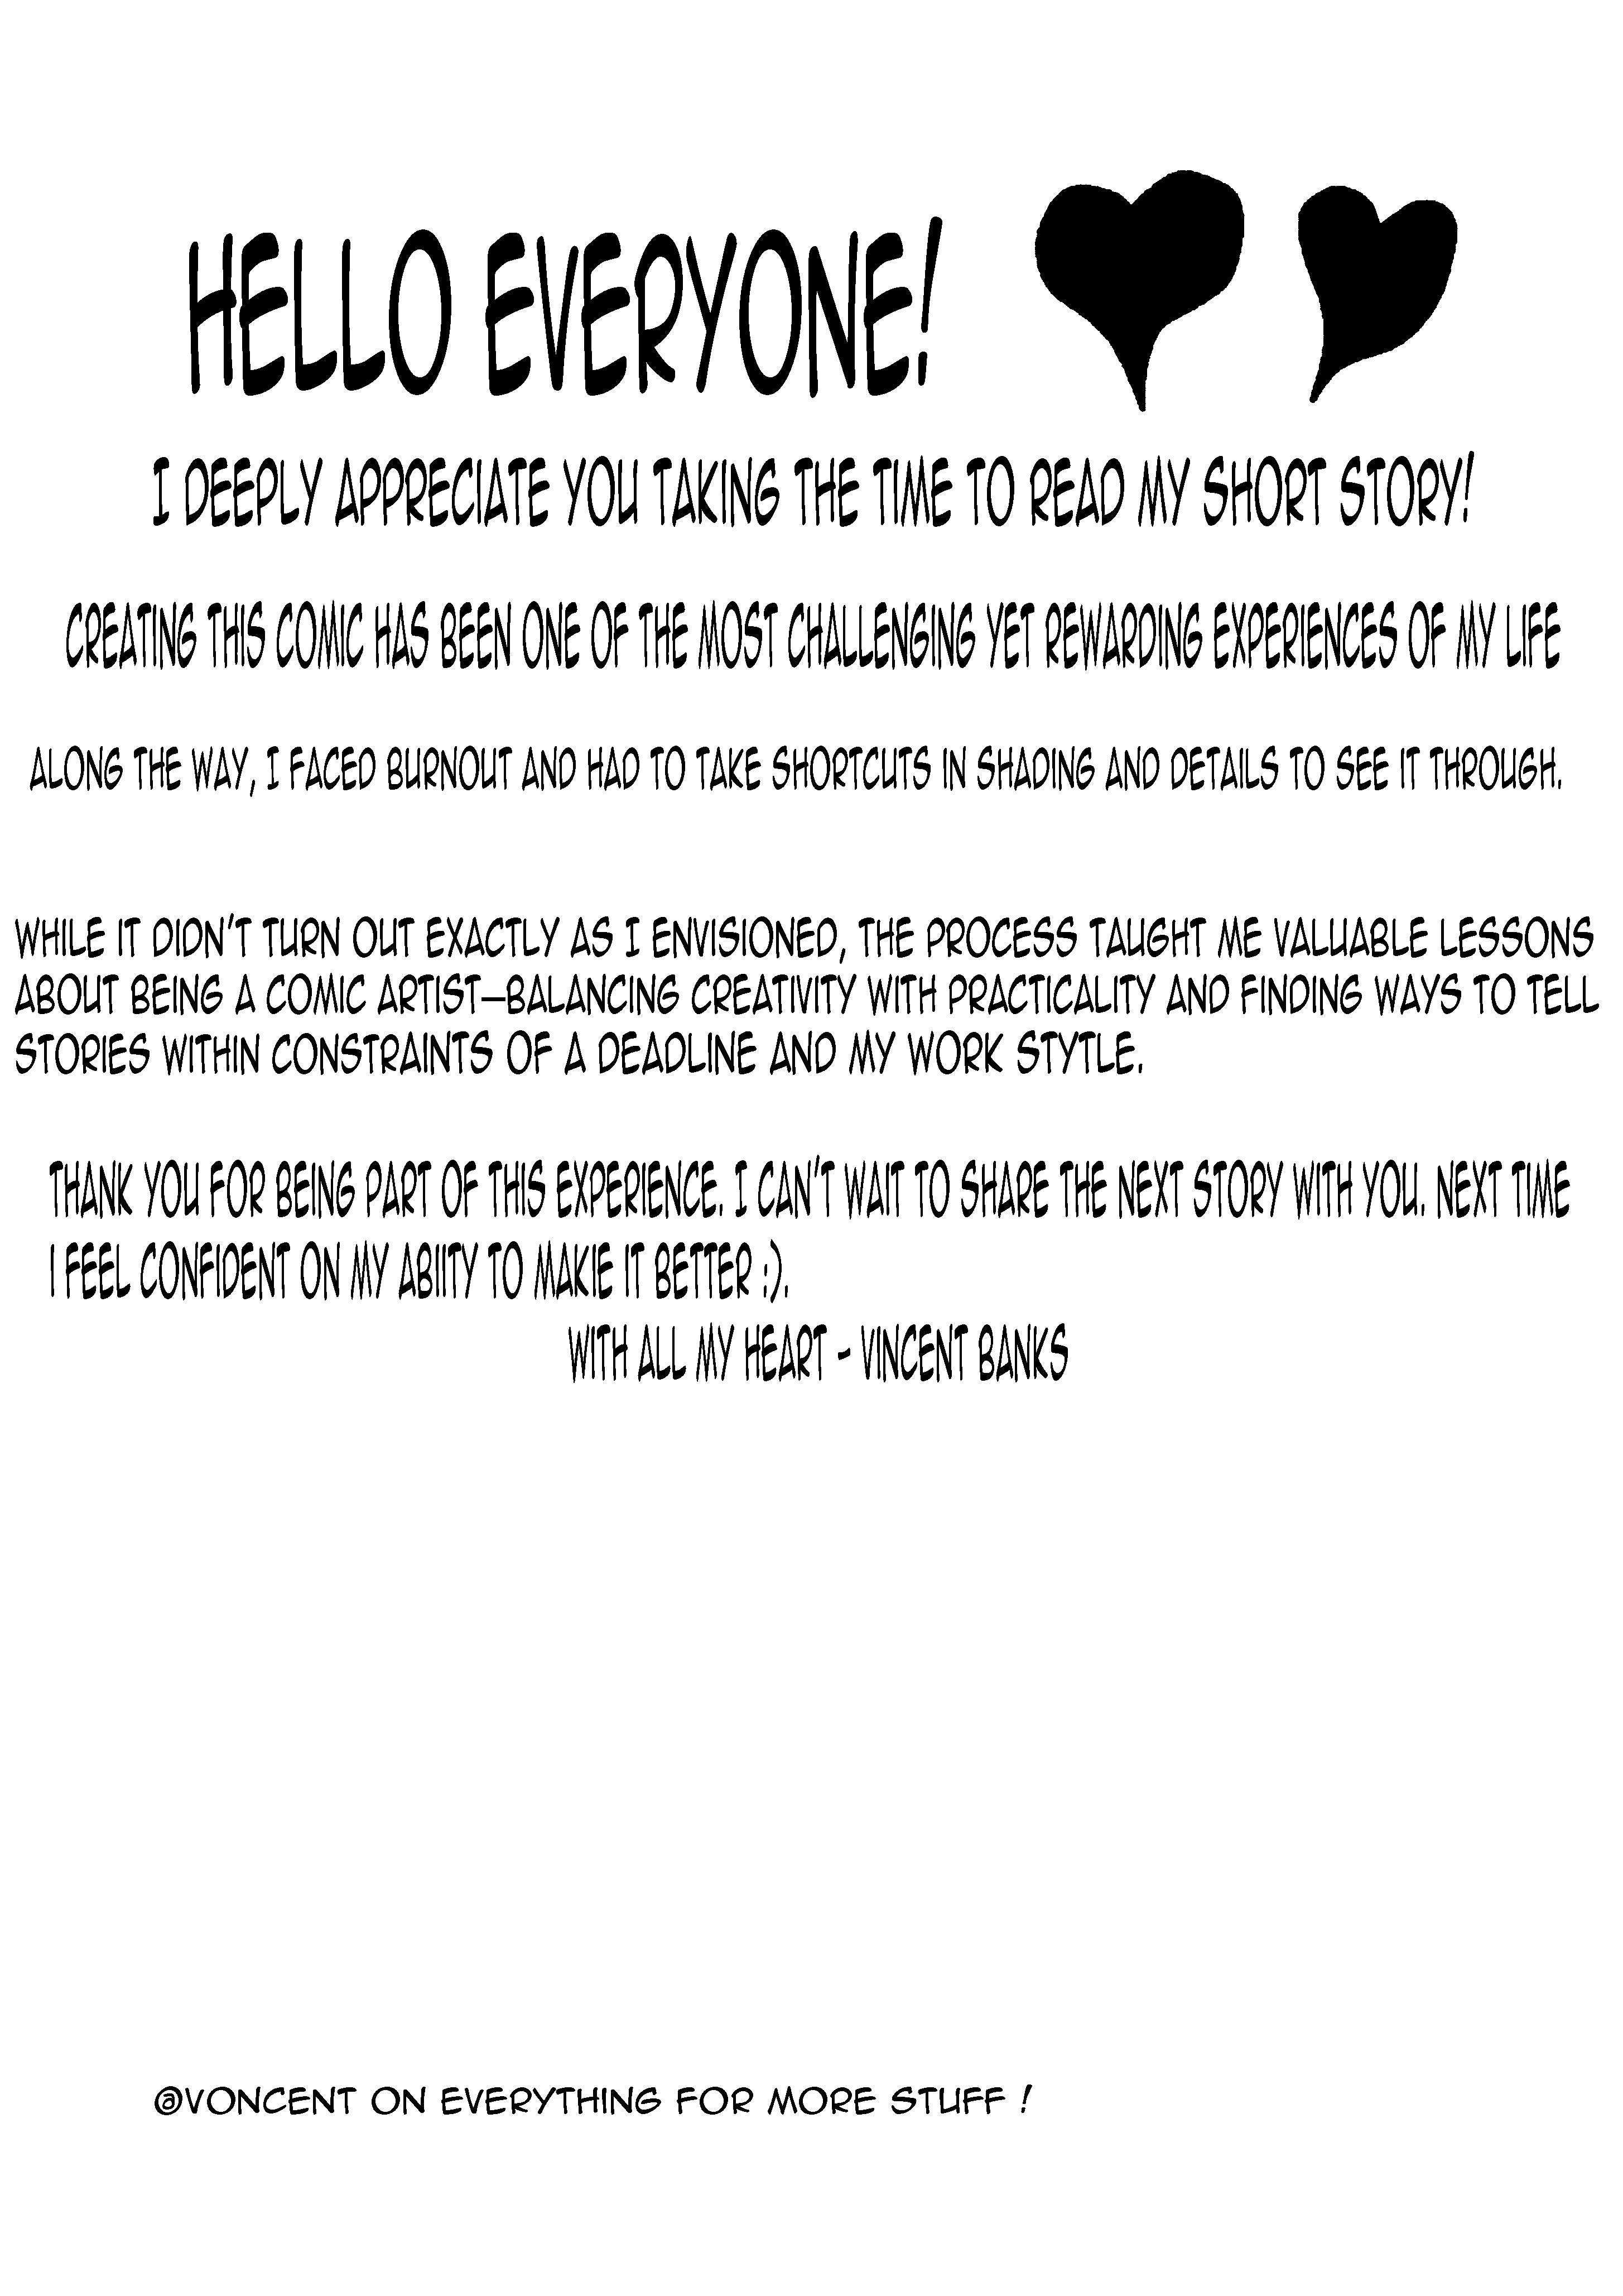 HELLO EVERYONE!
I DEEPLY APPRECIATE YOU TAKING THE TIME TO READ MY SHORT STORY!
CREATING THIS COMIC HAS BEEN ONE OF THE MOST CHALLENGING YET REWARDING EXPERIENCES OF MY LIFE
ALONG THE WAY, I FACED BURNOUT AND HAD TO TAKE SHORTCUTS IN SHADING AND DETAILS TO SEE IT THROUGH.
WHILE IT DIDN'T TURN OUT EXACTLY AS I ENVISIONED, THE PROCESS TAUGHT ME VALUABLE LESSONS
ABOUT BEING A COMIC ARTIST—BALANCING CREATIVITY WITH PRACTICALITY AND FINDING WAYS TO TELL
STORIES WITHIN CONSTRAINTS OF A DEADLINE AND MY WORK STYTLE.
THANK YOU FOR BEING PART OF THIS EXPERIENCE. I CAN'T WAIT TO SHARE THE NEXT STORY WITH YOU. NEXT TIME
I FEEL CONFIDENT ON MY ABIITY TO MAKIE IT BETTER :).
WITH ALL MY HEART - VINCENT BANKS
@VONCENT ON EVERYTHING FOR MORE STUFF !